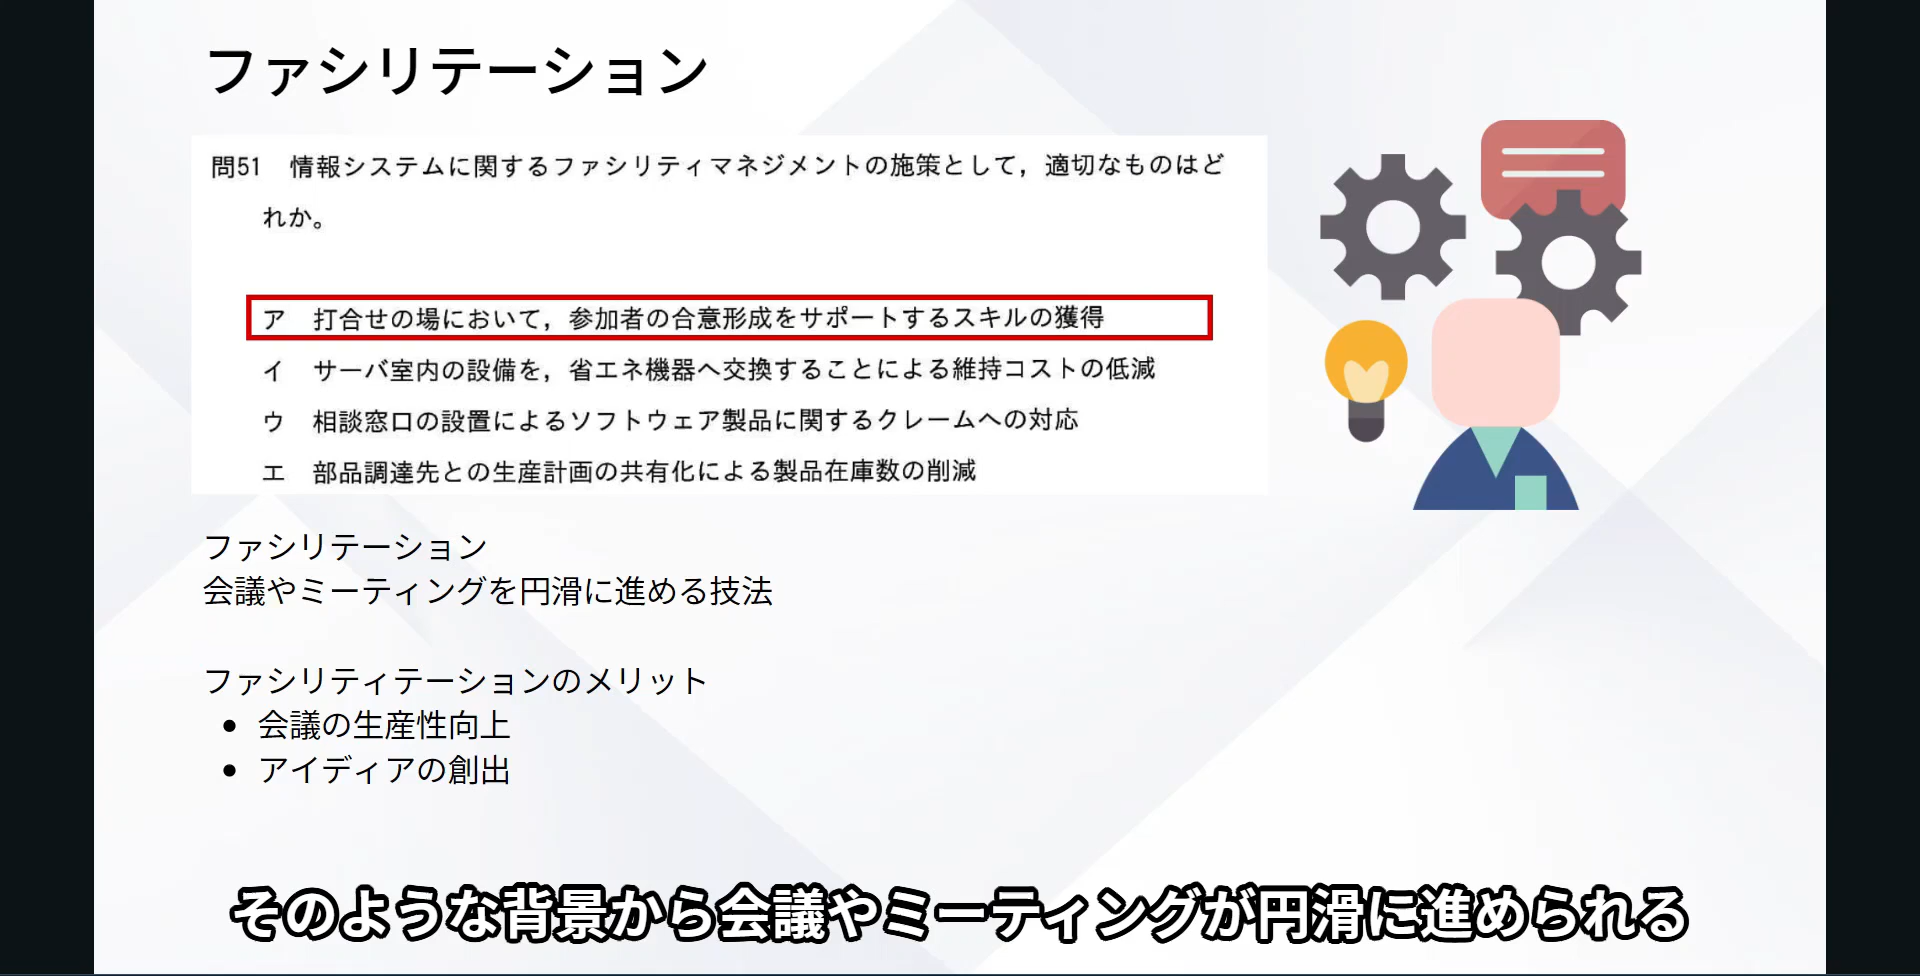 ファシリテーション
問51　情報システムに関するファシリティマネジメントの施策として，適切なものはど
れか。
ア　打合せの場において，参加者の合意形成をサポートするスキルの獲得
イ　サーバ室内の設備を，省エネ機器へ交換することによる維持コストの低減
ウ　相談窓口の設置によるソフトウェア製品に関するクレームへの対応
エ　部品調達先との生産計画の共有化による製品在庫数の削減
ファシリテーション
会議やミーティングを円滑に進める技法
ファシリティテーションのメリット
• 会議の生産性向上
• アイディアの創出
そのような背景から会議やミーティングが円滑に進められる